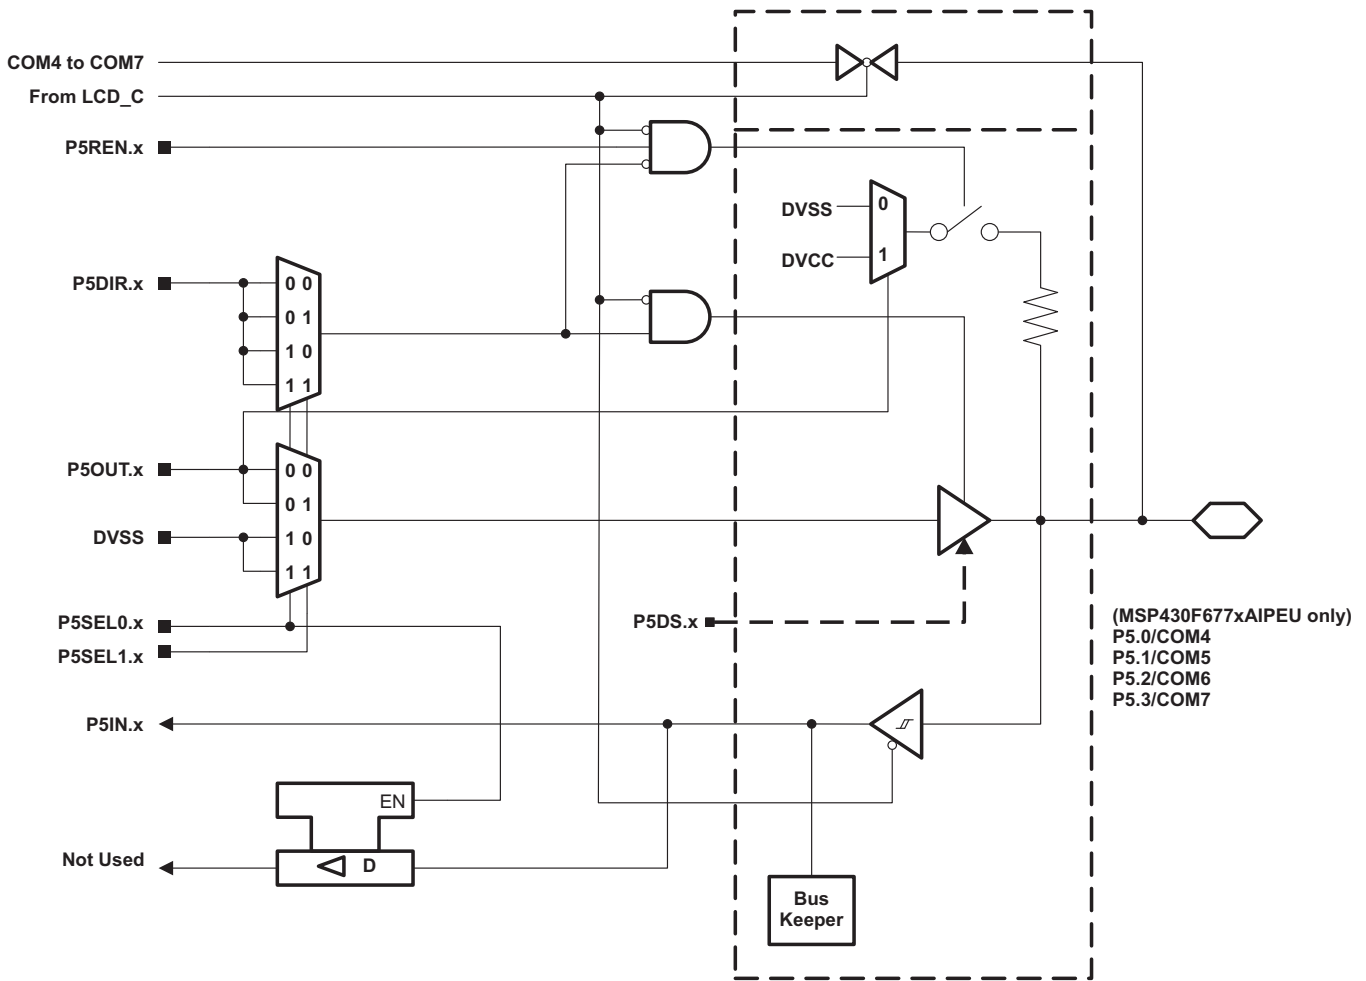 COM4 to COM7
From LCD_C
P5REN.x
DVSS
0
DVCC
1
P5DIR.x
0 0
0 1
1 0
1 1
P5OUT.x
0 0
0 1
DVSS
1 0
1 1
P5SEL0.x
P5SEL1.x
P5DS.x
(MSP430F677xAIPEU only)
P5.0/COM4
P5.1/COM5
P5.2/COM6
P5.3/COM7
P5IN.x
EN
Not Used
D
Bus
Keeper